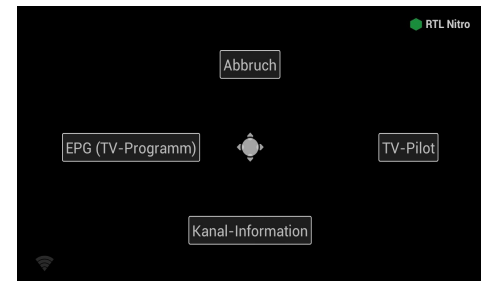 RTL Nitro
Abbruch
EPG (TV-Programm)
TV-Pilot
Kanal-Information